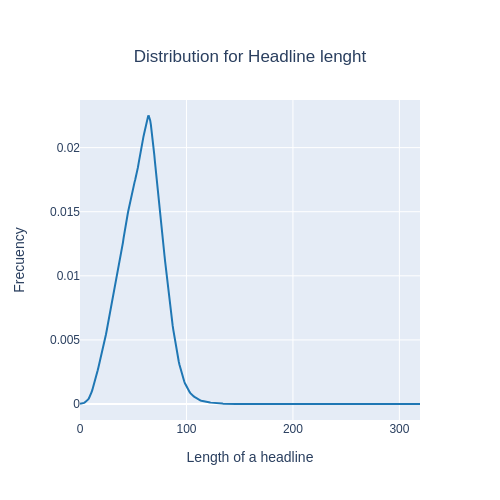 Distribution for Headline lenght
0.02
0.015
0.01
0.005
0
0 100 200 300
Frecuency
Length of a headline